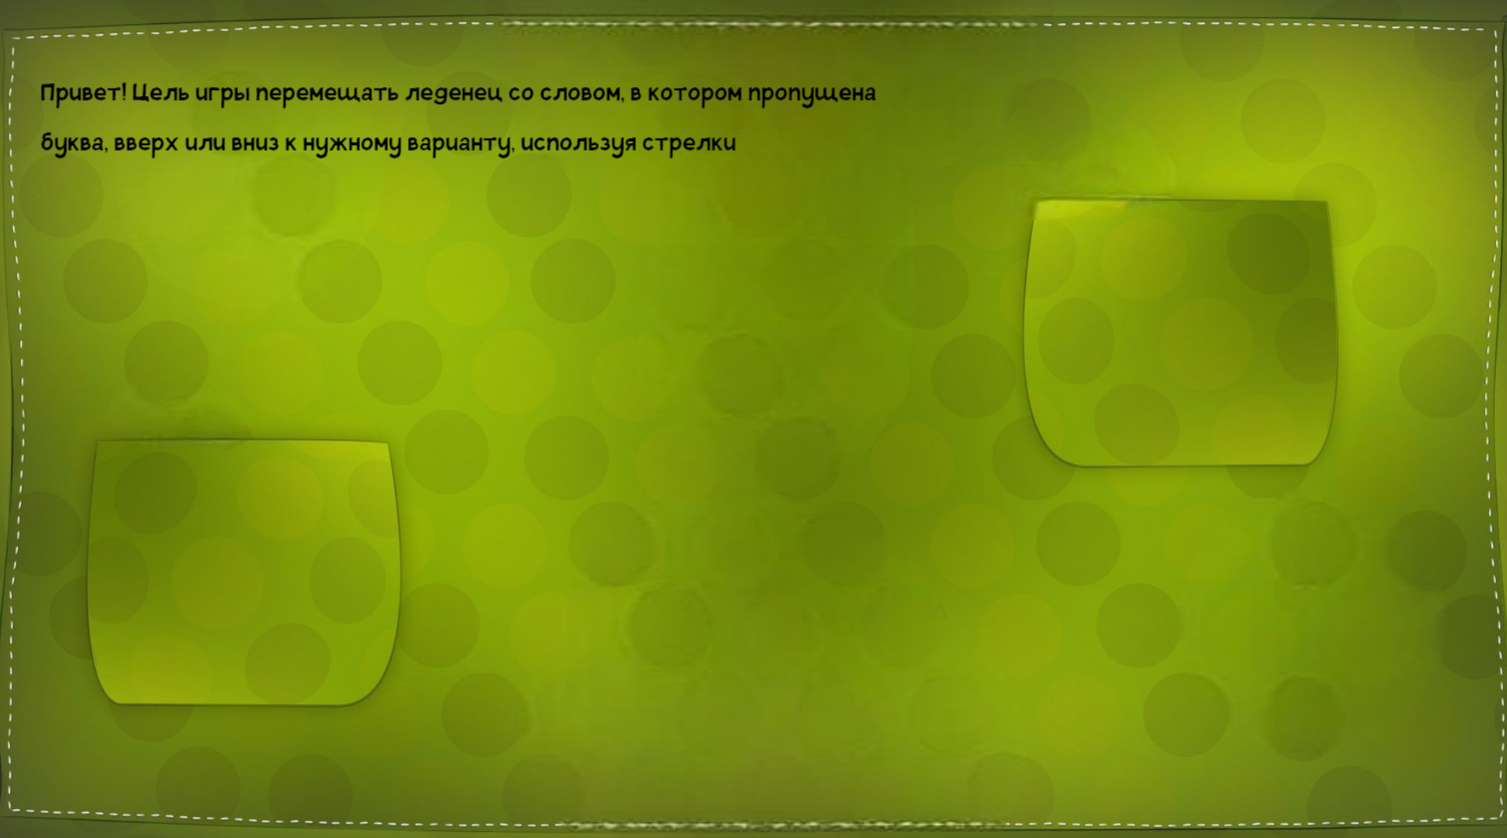 Привет! Цель игры перемещать леденец со словом, в котором пропущена
буква, вверх или вниз к нужному варианту, используя стрелки